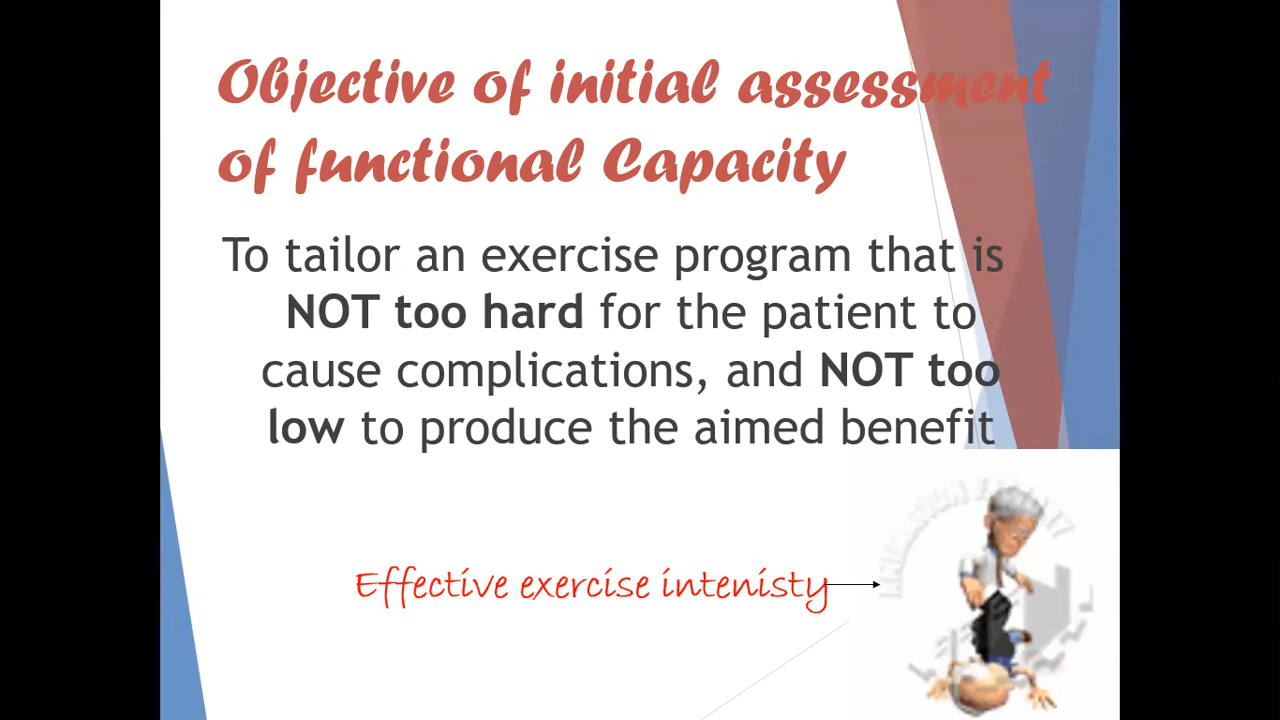 Objective of initial assessment
of functional Capacity
To tailor an exercise program that is
NOT too hard for the patient to
cause complications, and NOT too
low to produce the aimed benefit
Effective exercise intenisty